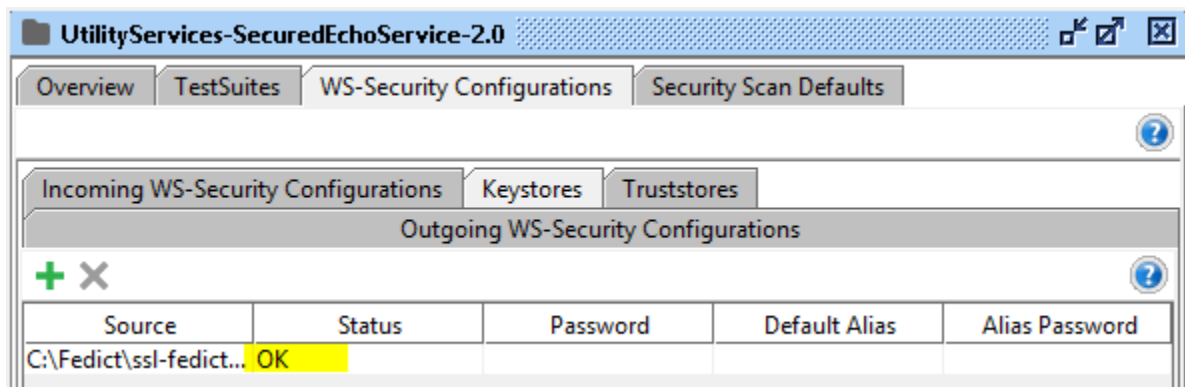 UtilityServices-SecuredEchoService-2.0
Overview TestSuites WS-Security Configurations Security Scan Defaults
Incoming WS-Security Configurations Keystores Truststores
Outgoing WS-Security Configurations
Source Status Password Default Alias Alias Password
C:\Fedict\ssl-fedict... OK